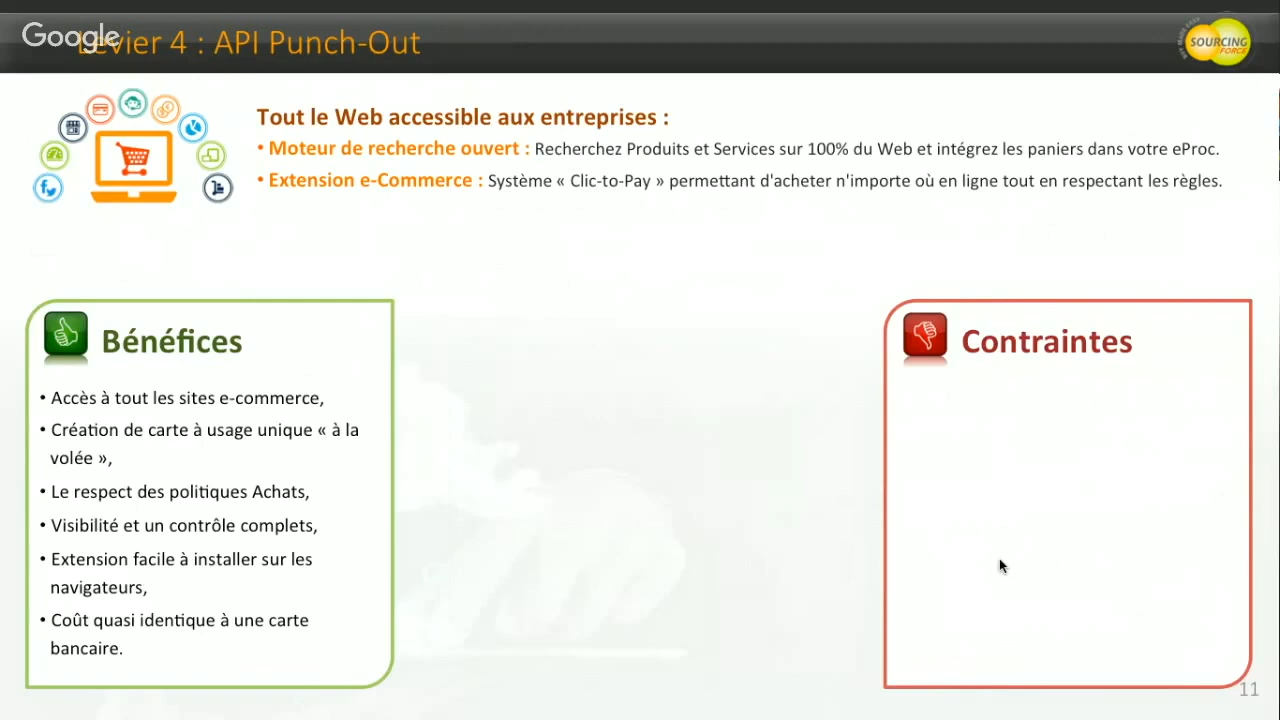 Google
Levier 4 : API Punch-Out
SOURCING
FORCE
Tout le Web accessible aux entreprises :
• Moteur de recherche ouvert : Recherchez Produits et Services sur 100% du Web et intégrez les paniers dans votre eProc.
• Extension e-Commerce : Système « Clic-to-Pay » permettant d'acheter n'importe où en ligne tout en respectant les règles.
Bénéfices
• Accès à tout les sites e-commerce,
• Création de carte à usage unique « à la
volée »,
• Le respect des politiques Achats,
• Visibilité et un contrôle complets,
• Extension facile à installer sur les
navigateurs,
• Coût quasi identique à une carte
bancaire.
Contraintes
11